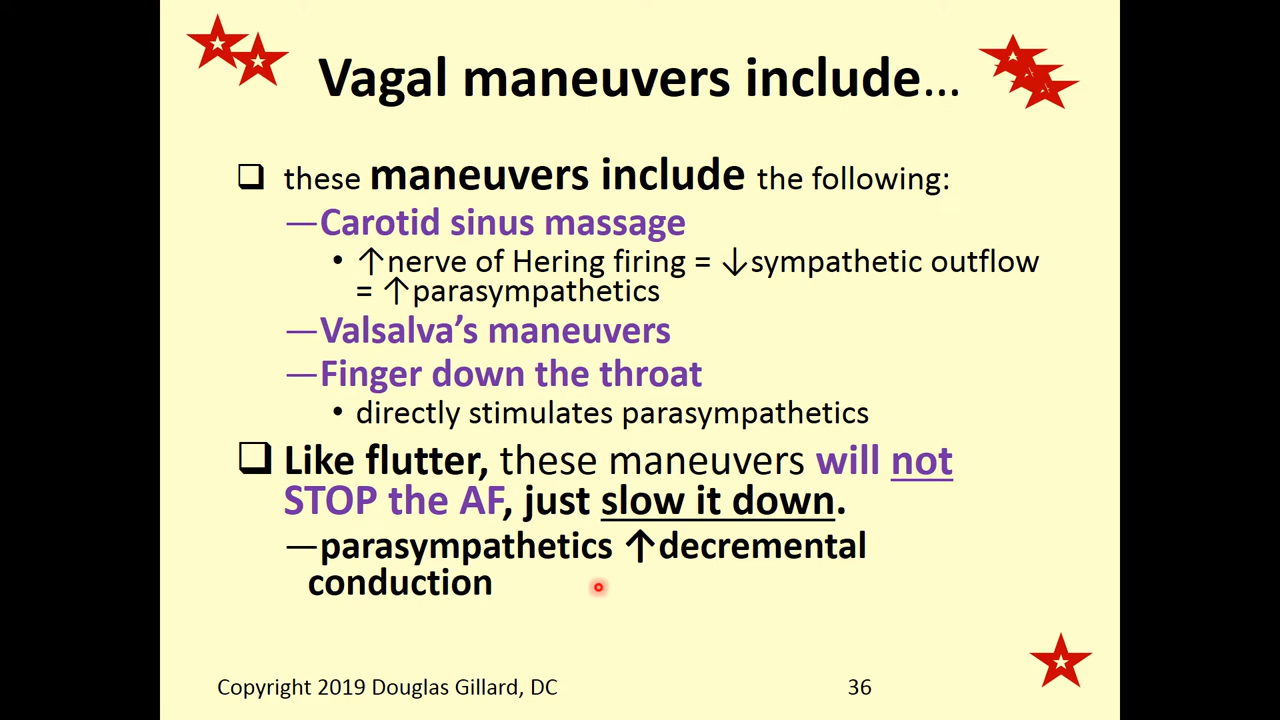 Vagal maneuvers include…
❑ these maneuvers include the following:
—Carotid sinus massage
• ↑nerve of Hering firing = ↓sympathetic outflow
= ↑parasympathetics
—Valsalva’s maneuvers
—Finger down the throat
• directly stimulates parasympathetics
❑ Like flutter, these maneuvers will not
STOP the AF, just slow it down.
—parasympathetics ↑decremental
conduction
Copyright 2019 Douglas Gillard, DC
36